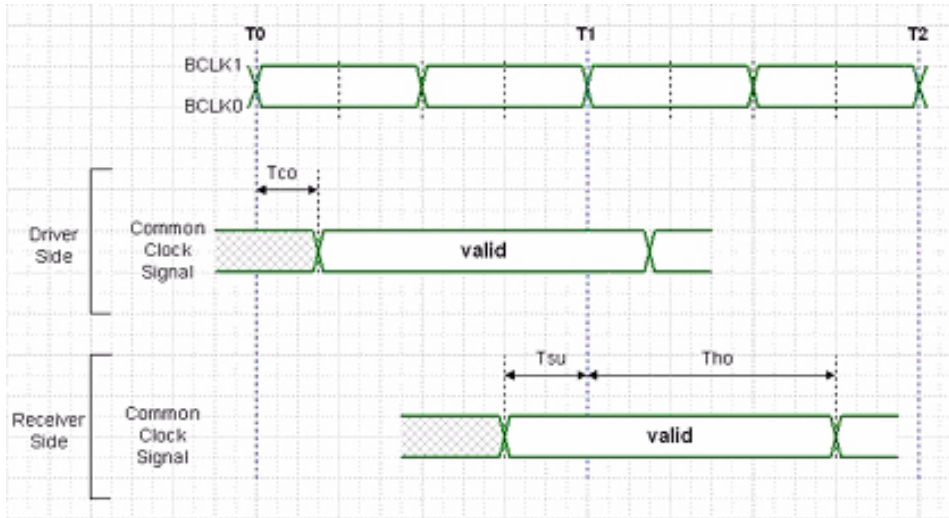 T0 T1 T2
BCLK1
BCLK0
Tco
Driver
Side
Common
Clock
Signal
valid
Tsu Tho
Receiver
Side
Common
Clock
Signal
valid